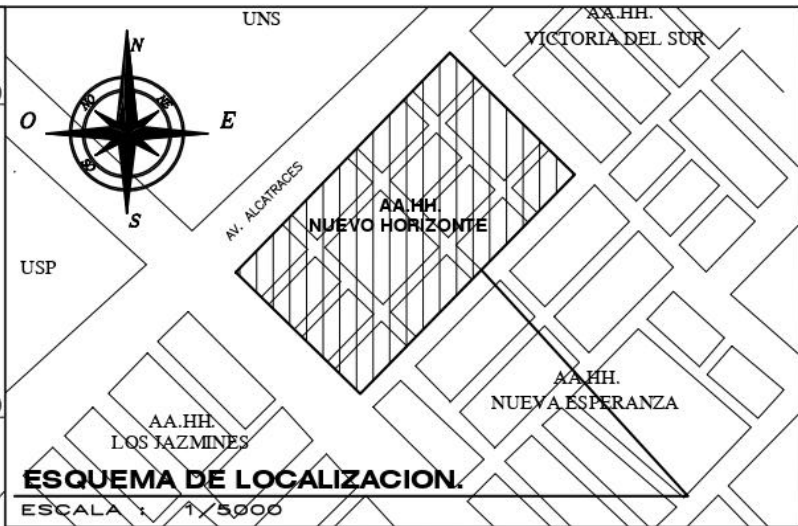 UNS
AA.HH.
VICTORIA DEL SUR
N
NO
NE
O
E
SO
S
AV. ALCATRACES
AA.HH.
NUEVO HORIZONTE
USP
AA.HH.
NUEVA ESPERANZA
AA.HH.
LOS JAZMINES
ESQUEMA DE LOCALIZACION.
ESCALA : 1/5000